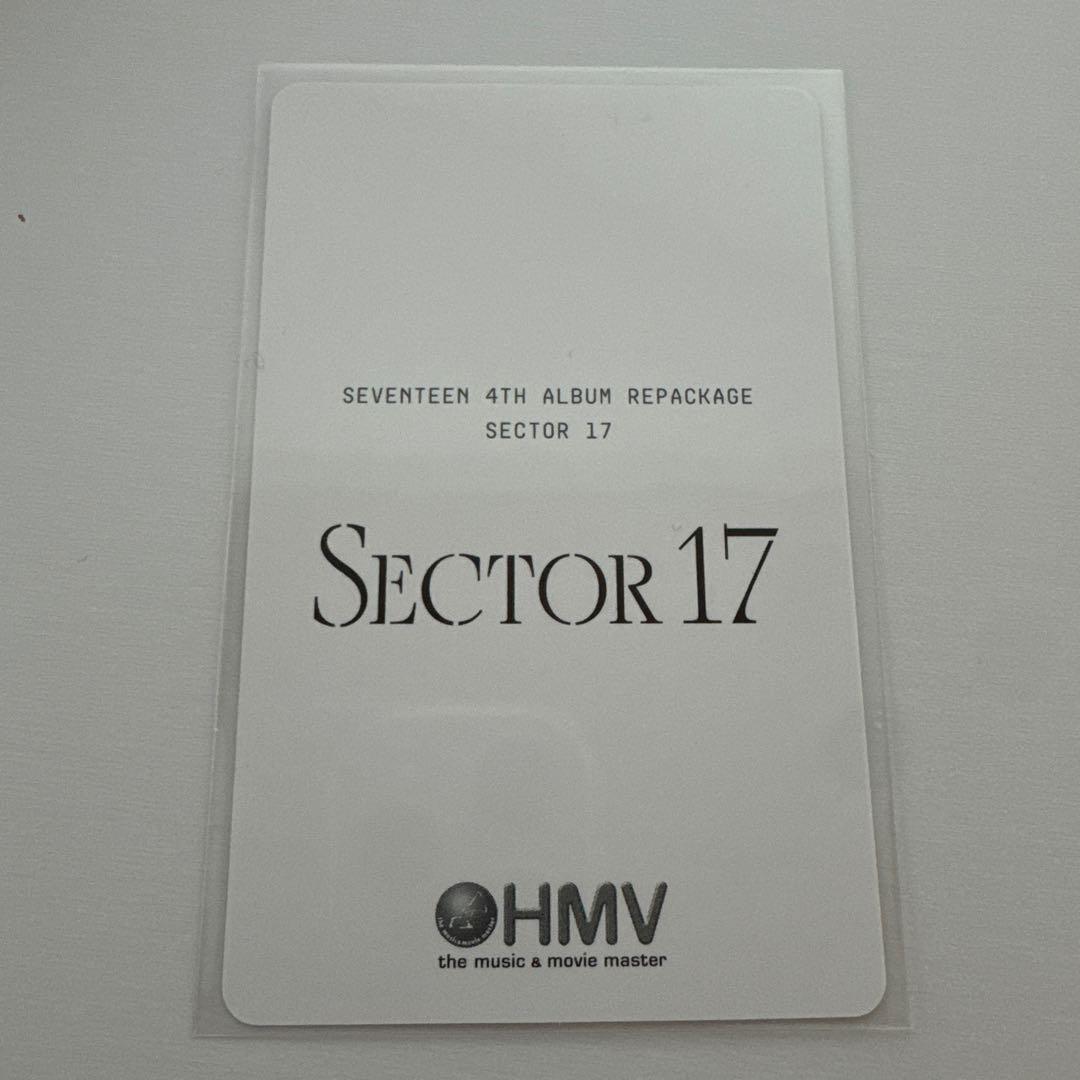 SEVENTEEN 4TH ALBUM REPACKAGE
SECTOR 17
SECTOR 17
HMV
the music & movie master